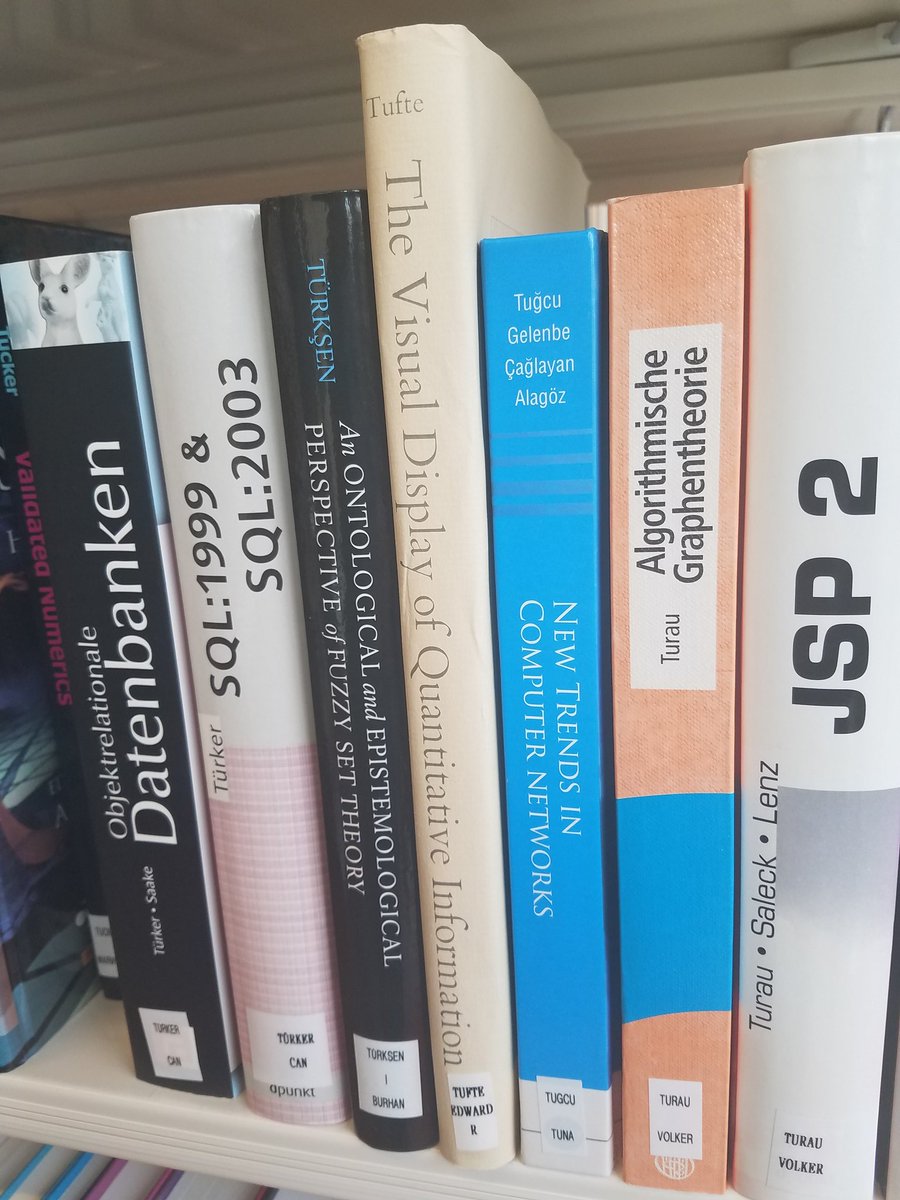 Tucker
Validated Numerics
Objektrelationale
Datenbanken
Türker • Saake
TÜRKER
CAN
SQL:1999 &
SQL:2003
Türker
TÜRKER
CAN
dpunkt
TÜRKŞEN
An ONTOLOGICAL and EPISTEMOLOGICAL
PERSPECTIVE of FUZZY SET THEORY
TÜRKSEN
I
BURHAN
Tufte
The Visual Display of Quantitative Information
TUFTE
EDWARD
R
Tuğcu
Gelenbe
Çağlayan
Alagöz
NEW TRENDS IN
COMPUTER NETWORKS
TUGCU
TUNA
Algorithmische
Graphentheorie
Turau
TURAU
VOLKER
JSP 2
Turau • Saleck • Lenz
TURAU
VOLKER